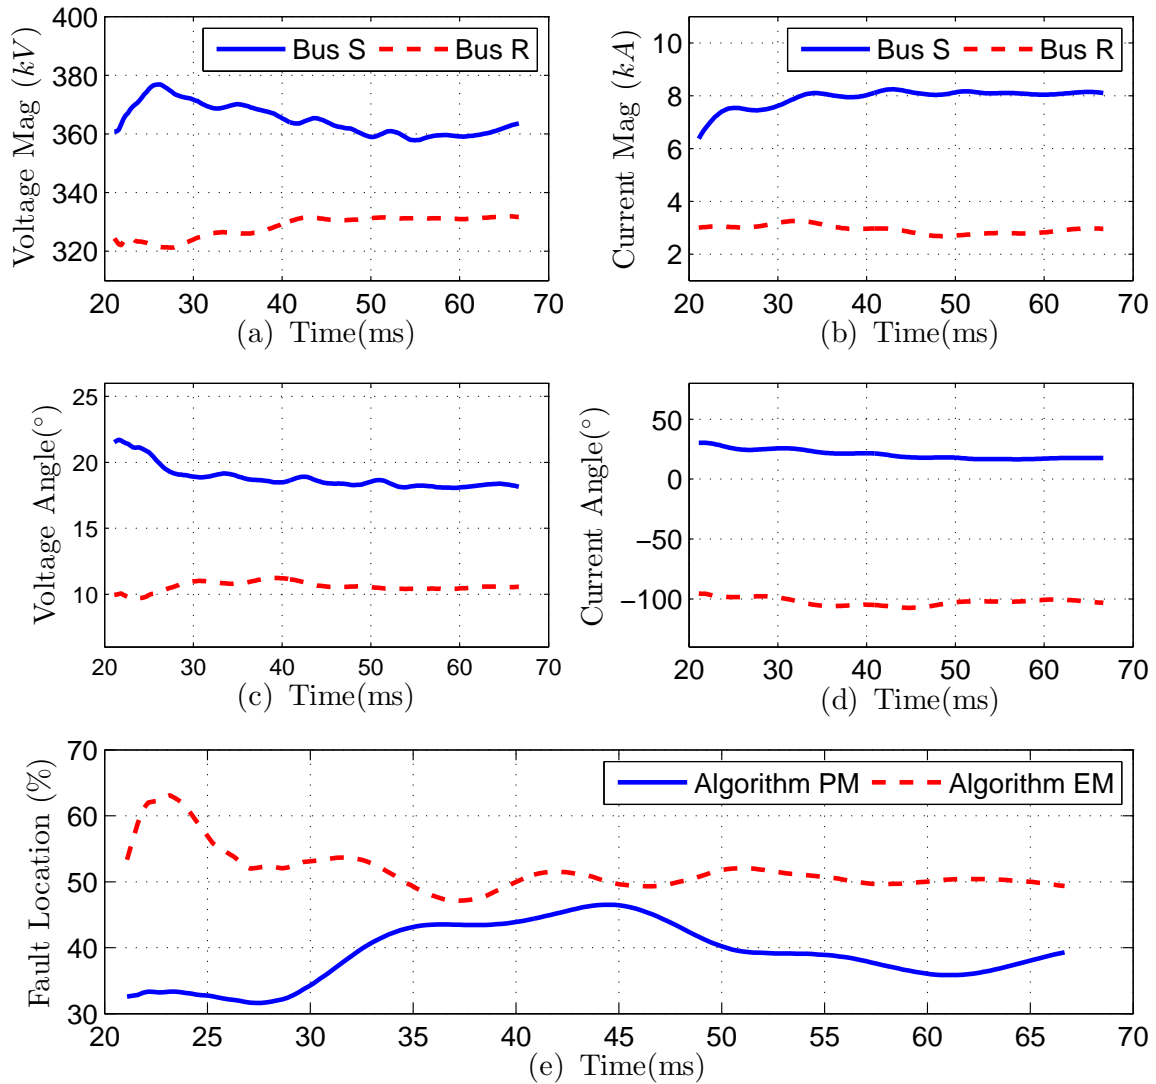 400
380
360
340
320
Voltage Mag (kV)
Bus S
Bus R
20 30 40 50 60 70
(a) Time(ms)
10
8
6
4
2
Current Mag (kA)
Bus S
Bus R
20 30 40 50 60 70
(b) Time(ms)
25
20
15
10
Voltage Angle(°)
20 30 40 50 60 70
(c) Time(ms)
50
0
−50
−100
Current Angle(°)
20 30 40 50 60 70
(d) Time(ms)
70
60
50
40
30
Fault Location (%)
Algorithm PM
Algorithm EM
20 25 30 35 40 45 50 55 60 65 70
(e) Time(ms)